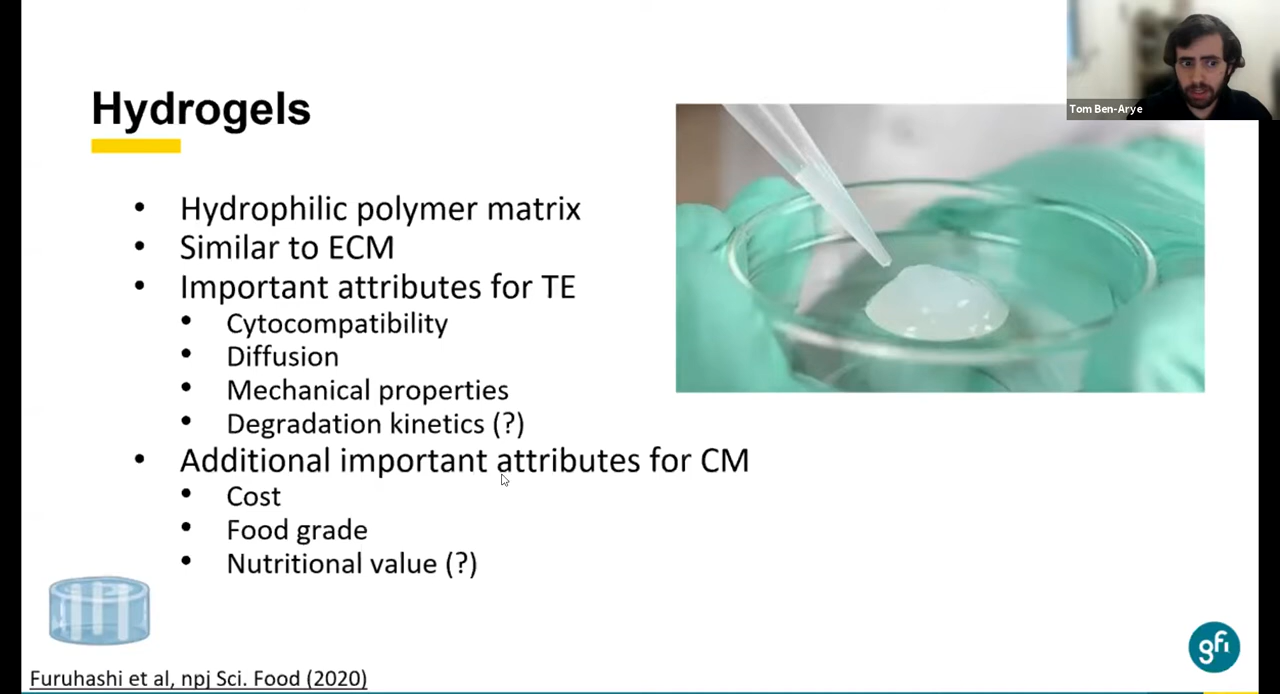 Hydrogels
Tom Ben-Arye
• Hydrophilic polymer matrix
• Similar to ECM
• Important attributes for TE
• Cytocompatibility
• Diffusion
• Mechanical properties
• Degradation kinetics (?)
• Additional important attributes for CM
• Cost
• Food grade
• Nutritional value (?)
gfi
Furuhashi et al, npj Sci. Food (2020)